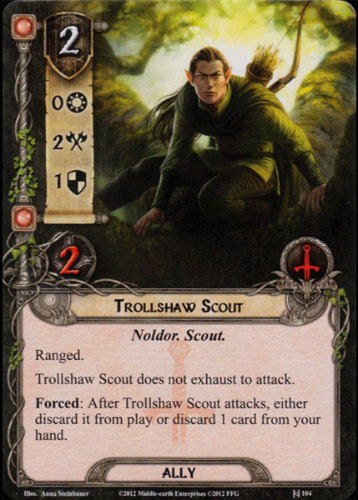 2
0
2
1
2
TROLLSHAW SCOUT
Noldor. Scout.
Ranged.
Trollshaw Scout does not exhaust to attack.
Forced: After Trollshaw Scout attacks, either
discard it from play or discard 1 card from your
hand.
ALLY
Illus. Anna Steinbauer
©2012 Middle-earth Enterprises ©2012 FFG
104